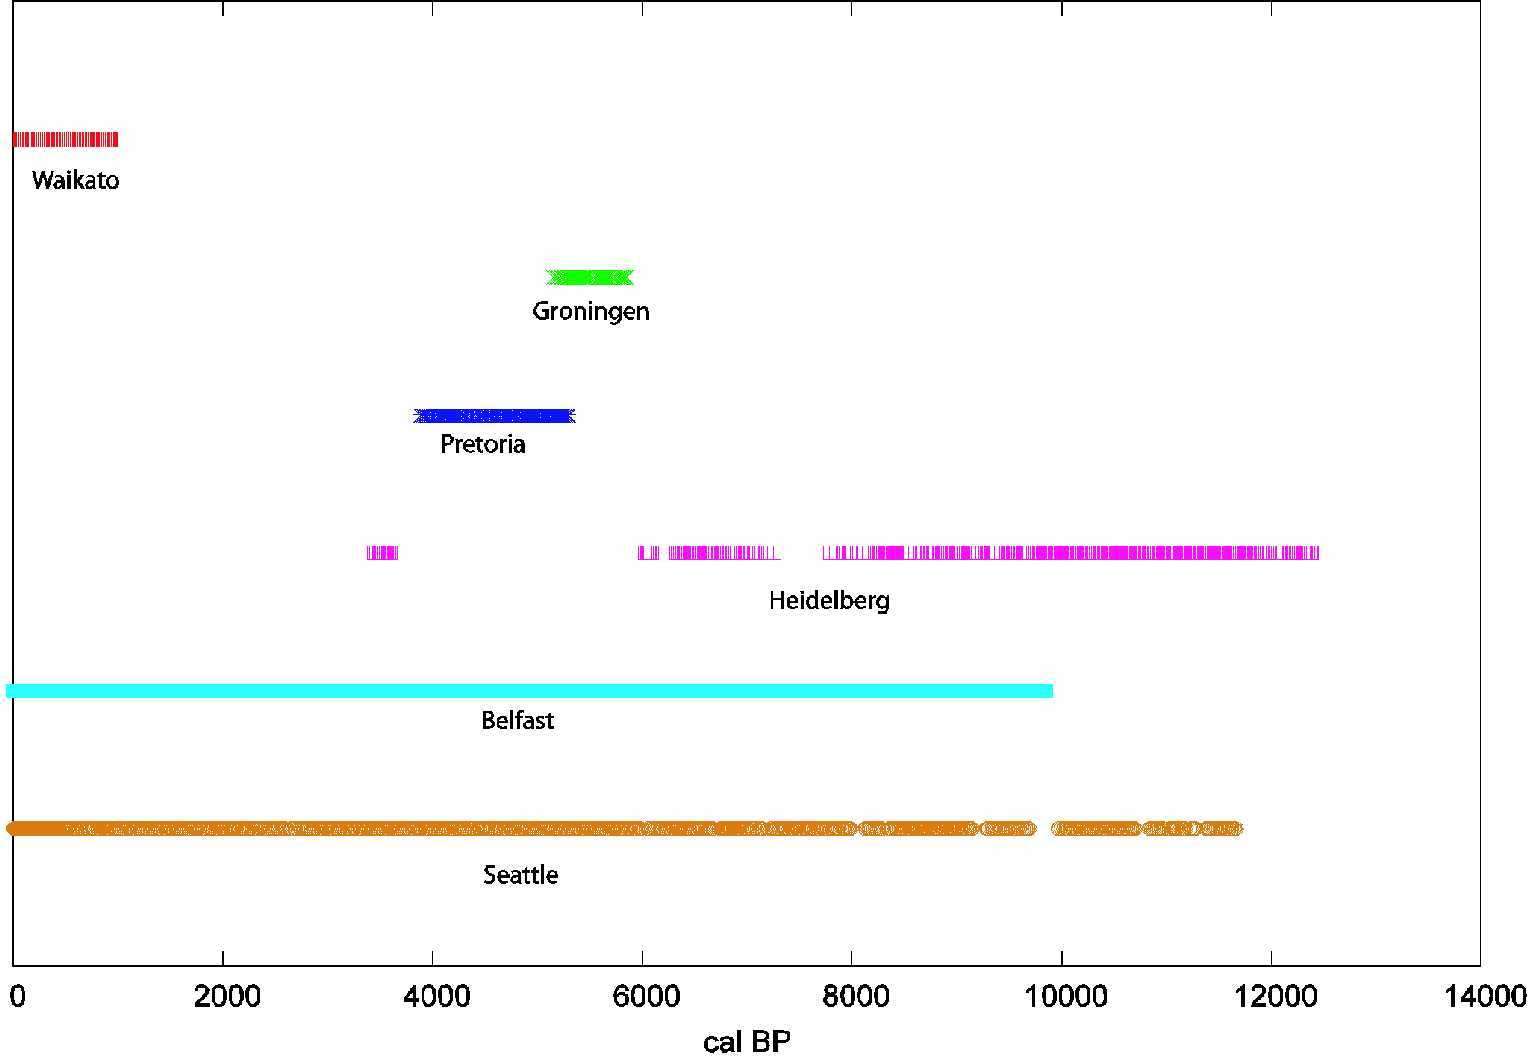 Waikato
Groningen
Pretoria
Heidelberg
Belfast
Seattle
0 2000 4000 6000 8000 10000 12000 14000
cal BP